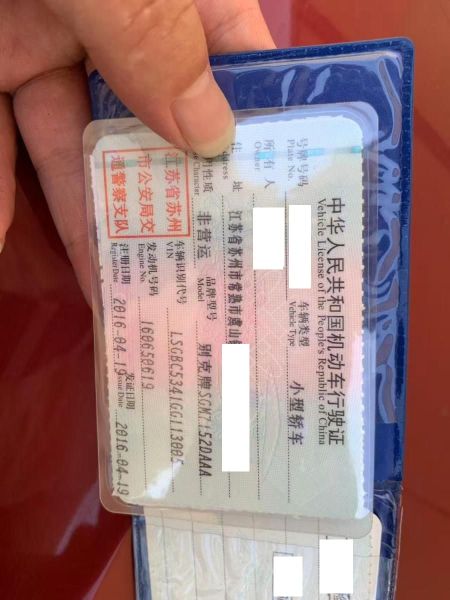 中华人民共和国机动车行驶证
Vehicle License of the People's Republic of China
号牌号码 车辆类型 小型轿车
Plate No. Vehicle Type
所有人
Owner
住 址 江苏省苏州市常熟市虞山
用性质 非营运 品牌型号 别克牌SGM7152DAAA
Character Model
江苏省苏州
市公安局交
通警察支队
车辆识别代号 LSGBC5341GG113005
VIN
发动机号码 160650619
Engine No.
注册日期 2016-04-19 发证日期 2016-04-19
Register Date Issue Date